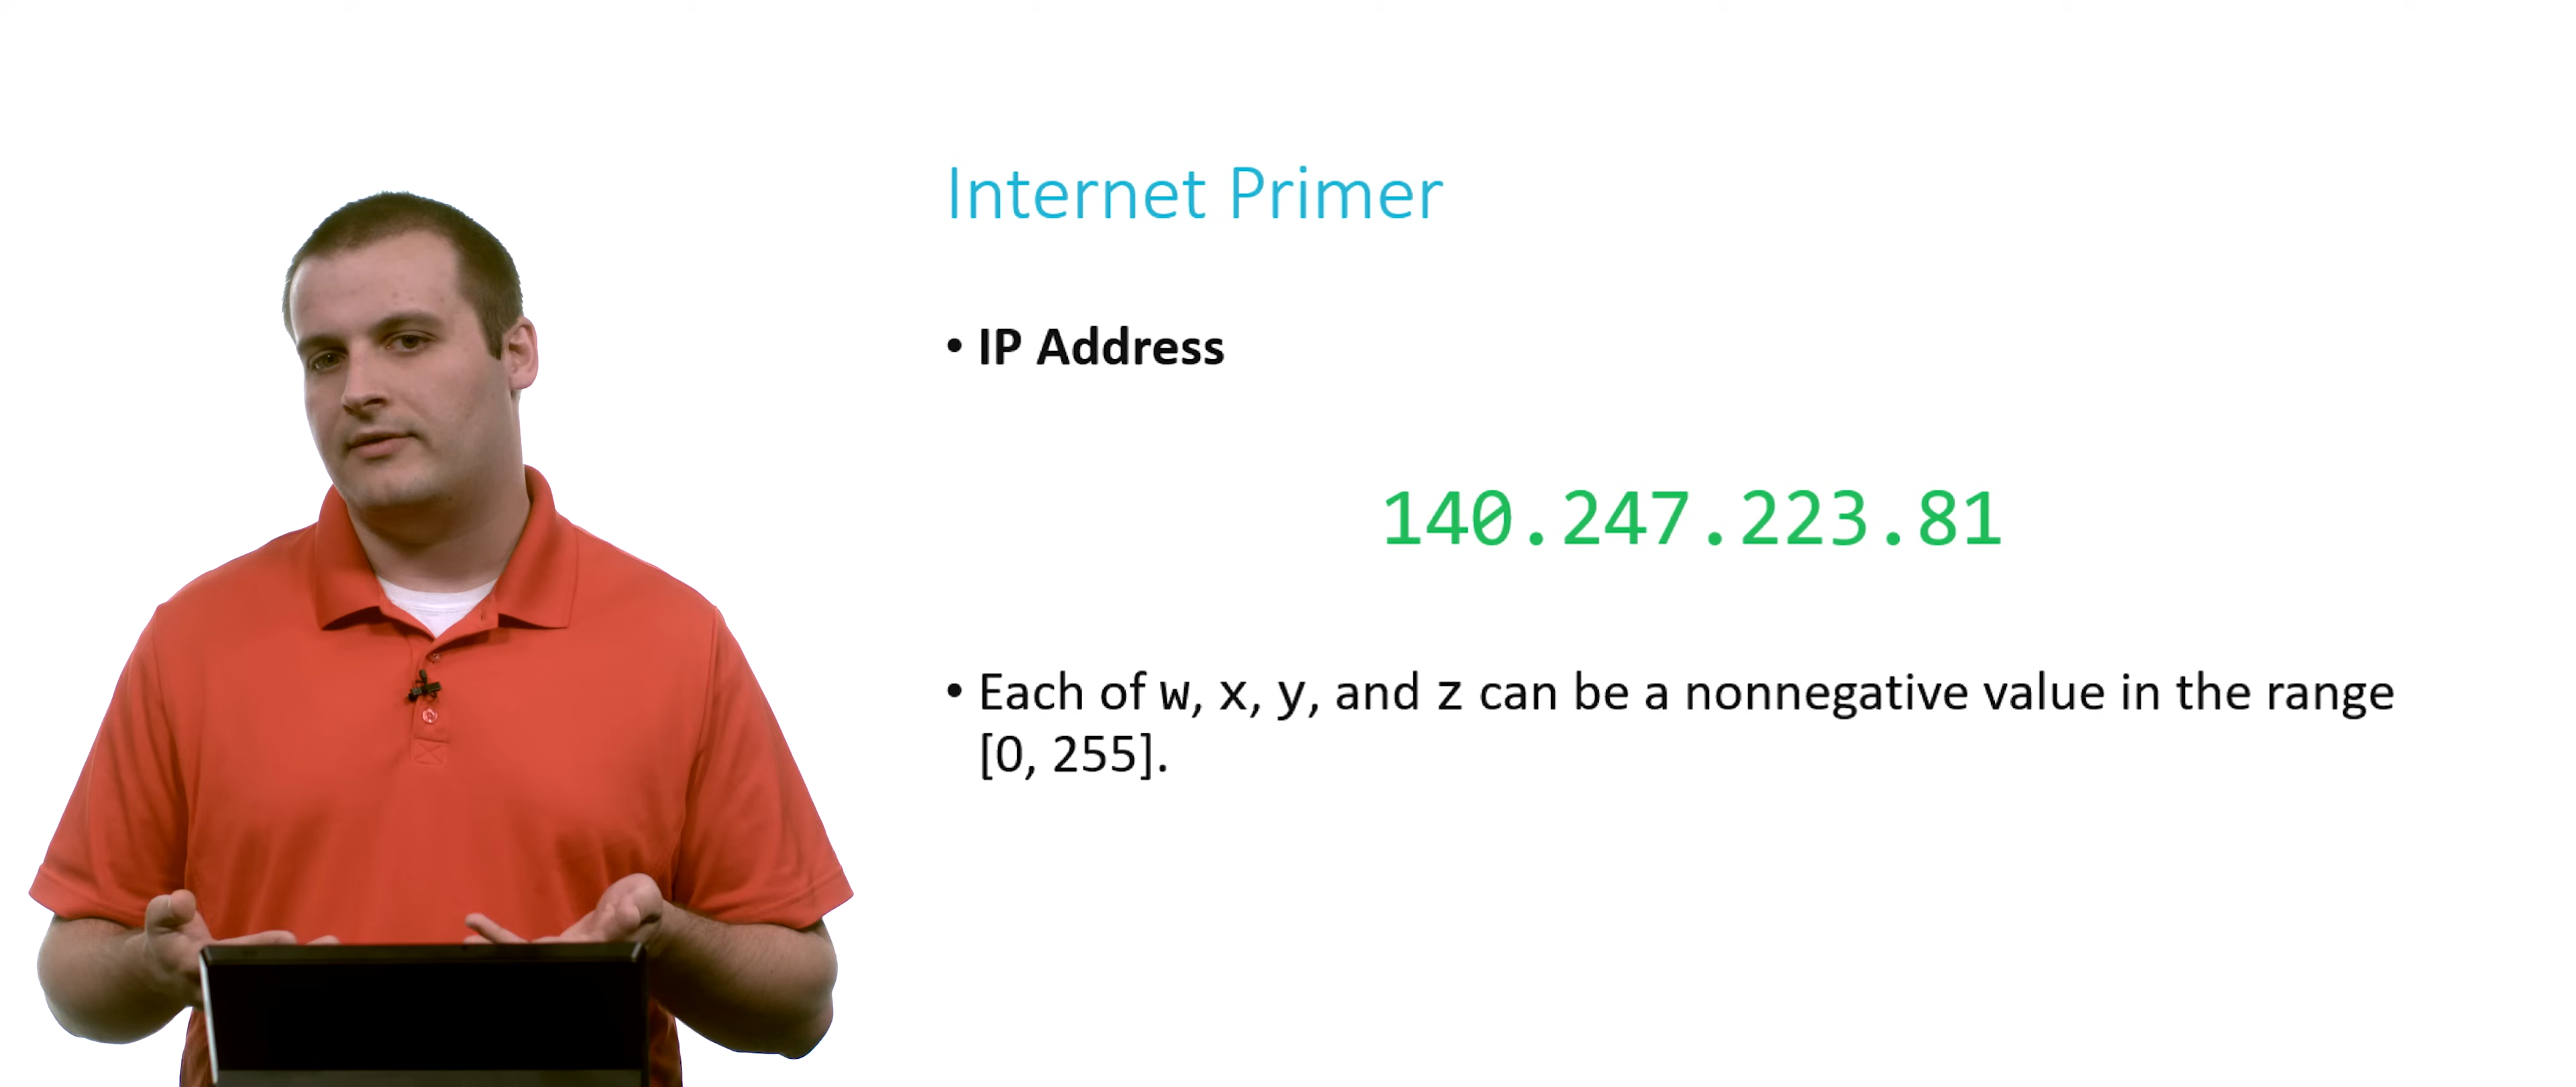 Internet Primer
• IP Address
140.247.223.81
• Each of w, x, y, and z can be a nonnegative value in the range
[0, 255].